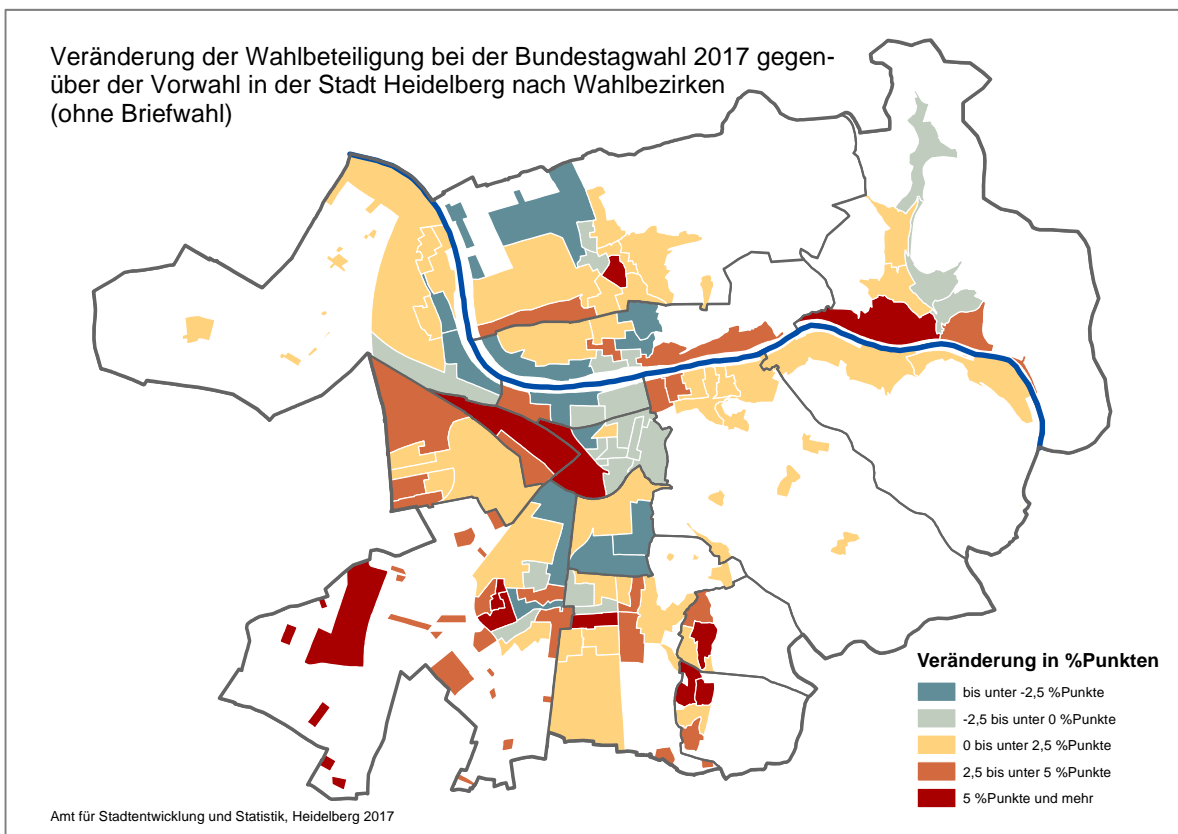 Veränderung der Wahlbeteiligung bei der Bundestagwahl 2017 gegen-
über der Vorwahl in der Stadt Heidelberg nach Wahlbezirken
(ohne Briefwahl)
Veränderung in %Punkten
bis unter -2,5 %Punkte
-2,5 bis unter 0 %Punkte
0 bis unter 2,5 %Punkte
2,5 bis unter 5 %Punkte
5 %Punkte und mehr
Amt für Stadtentwicklung und Statistik, Heidelberg 2017